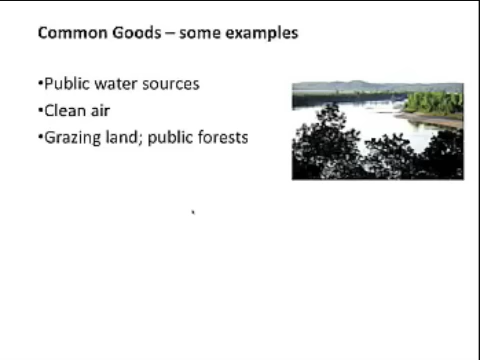 Common Goods – some examples
•Public water sources
•Clean air
•Grazing land; public forests